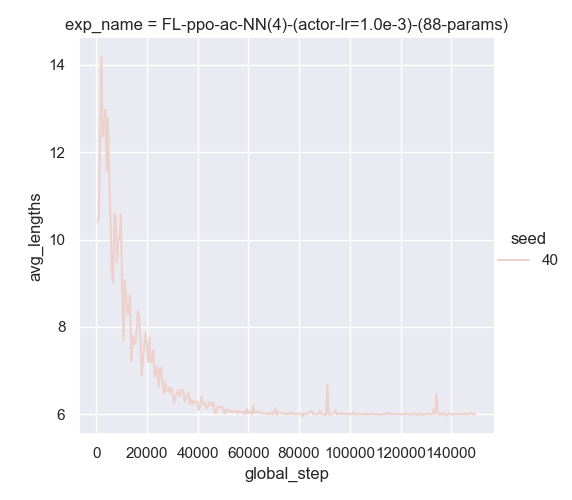 exp_name = FL-ppo-ac-NN(4)-(actor-lr=1.0e-3)-(88-params)
14
12
10
8
6
avg_lengths
0 20000 40000 60000 80000 100000 120000 140000
global_step
seed
40